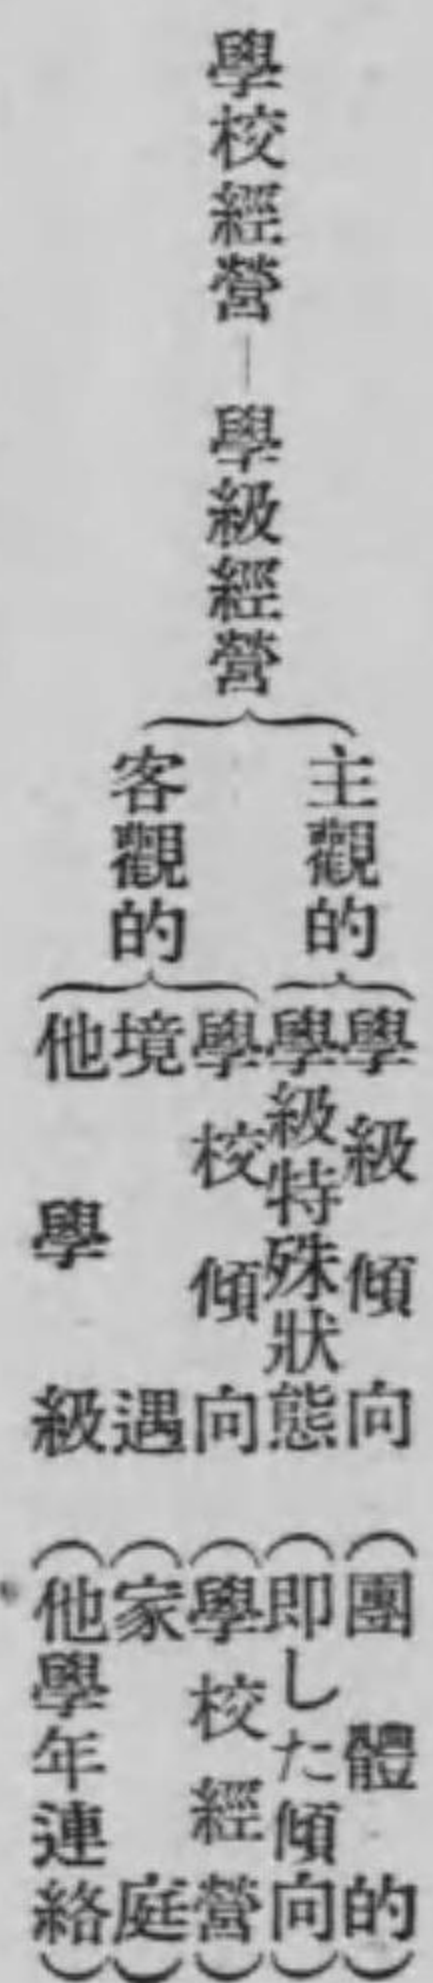 學校經營―學級經營
主觀的
學級傾向(團體的)
學級特殊狀態(即した傾向)
客觀的
學校傾向(學校經營)
境遇(家庭)
他學級(他學年連絡)